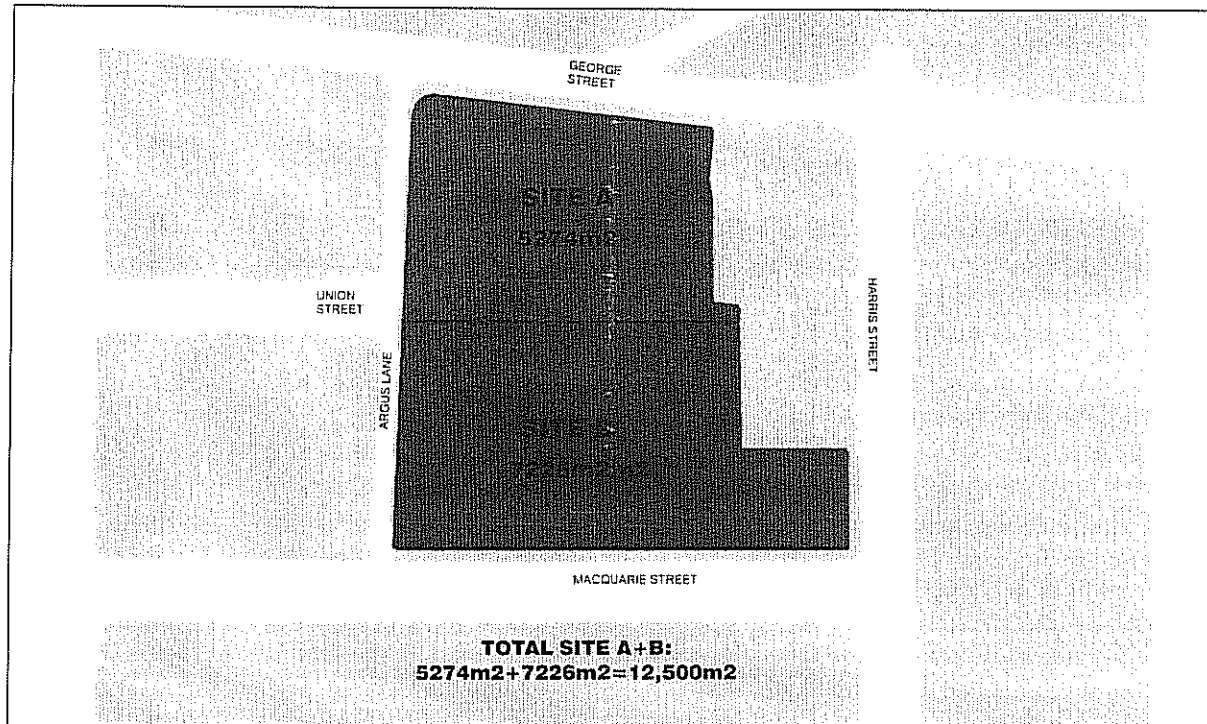 GEORGE
STREET
SITE A
5274m2
UNION
STREET
HARRIS STREET
ARGUS LANE
MACQUARIE STREET
TOTAL SITE A+B:
5274m2+7226m2=12,500m2